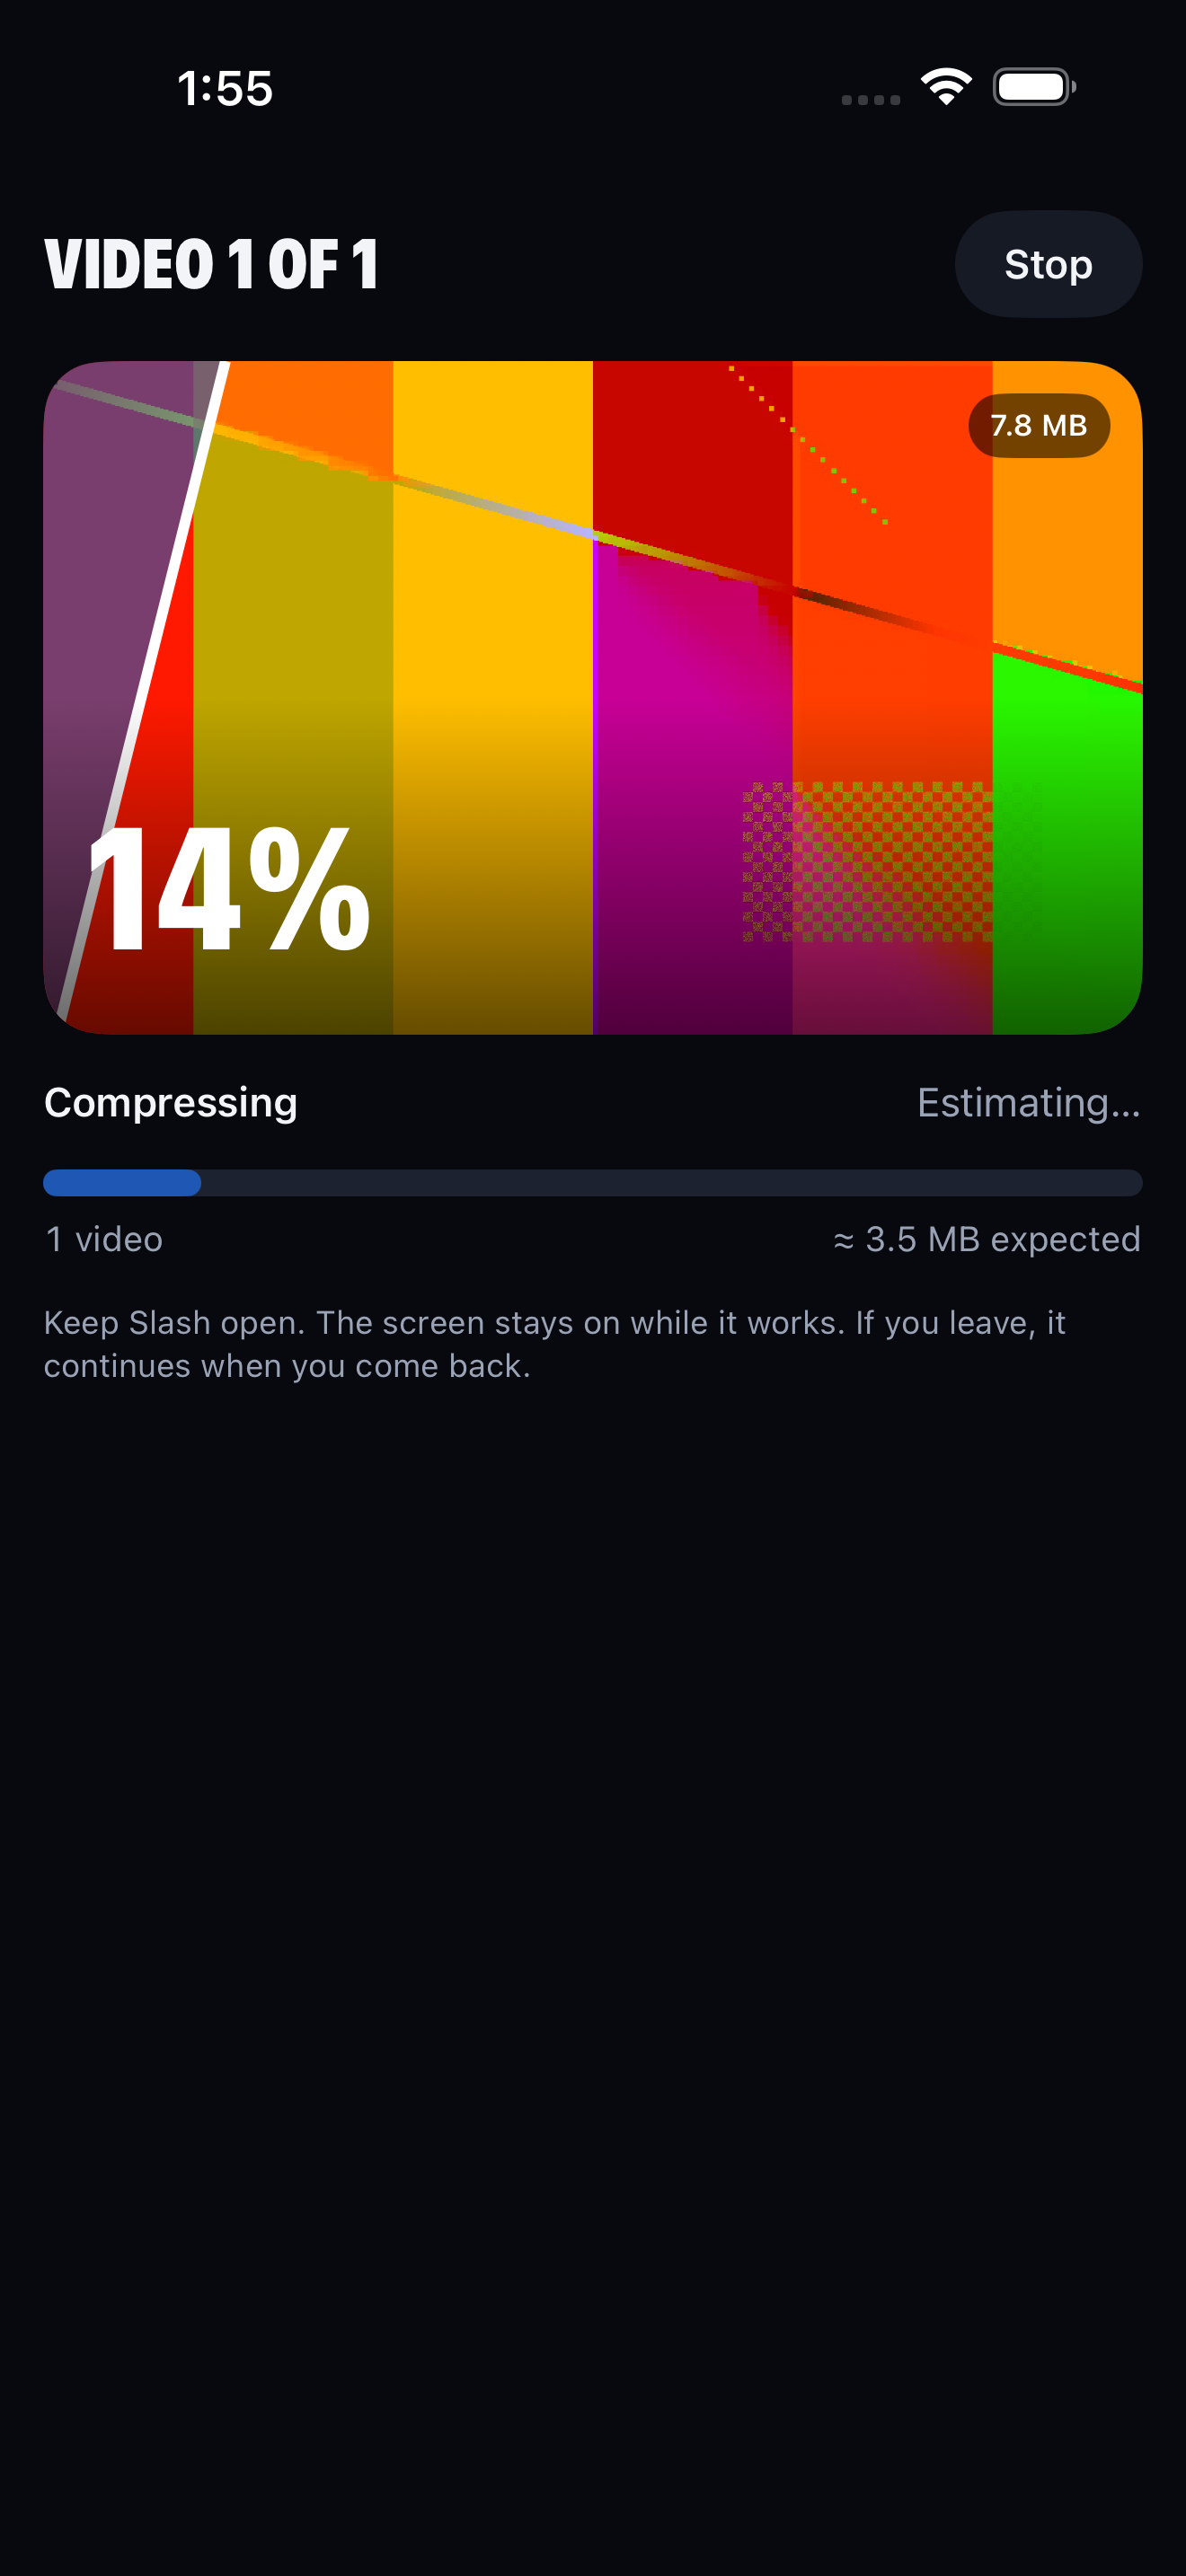 1:55
VIDEO 1 OF 1
Stop
7.8 MB
14%
Compressing
Estimating...
1 video
≈ 3.5 MB expected
Keep Slash open. The screen stays on while it works. If you leave, it
continues when you come back.